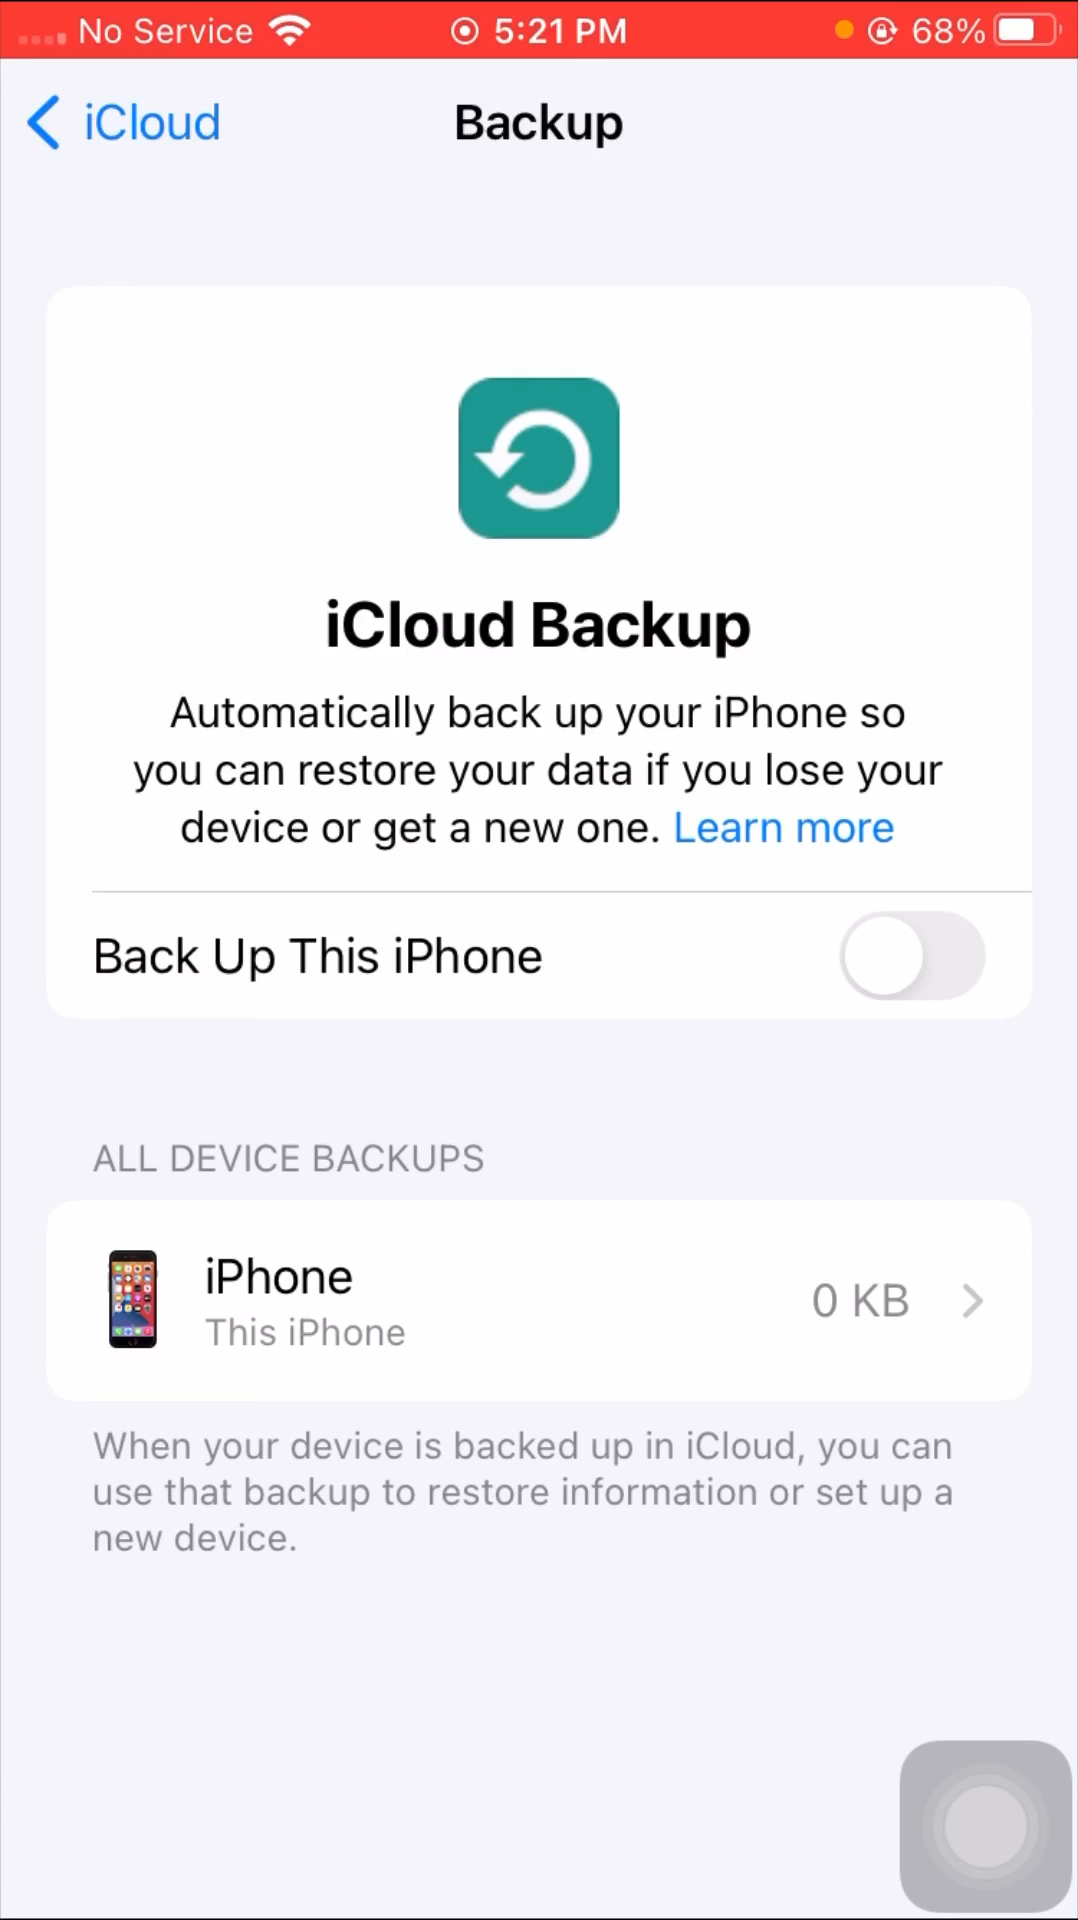 No Service 5:21 PM 68%
iCloud Backup
iCloud Backup
Automatically back up your iPhone so
you can restore your data if you lose your
device or get a new one. Learn more
Back Up This iPhone
ALL DEVICE BACKUPS
iPhone
This iPhone
0 KB
When your device is backed up in iCloud, you can
use that backup to restore information or set up a
new device.